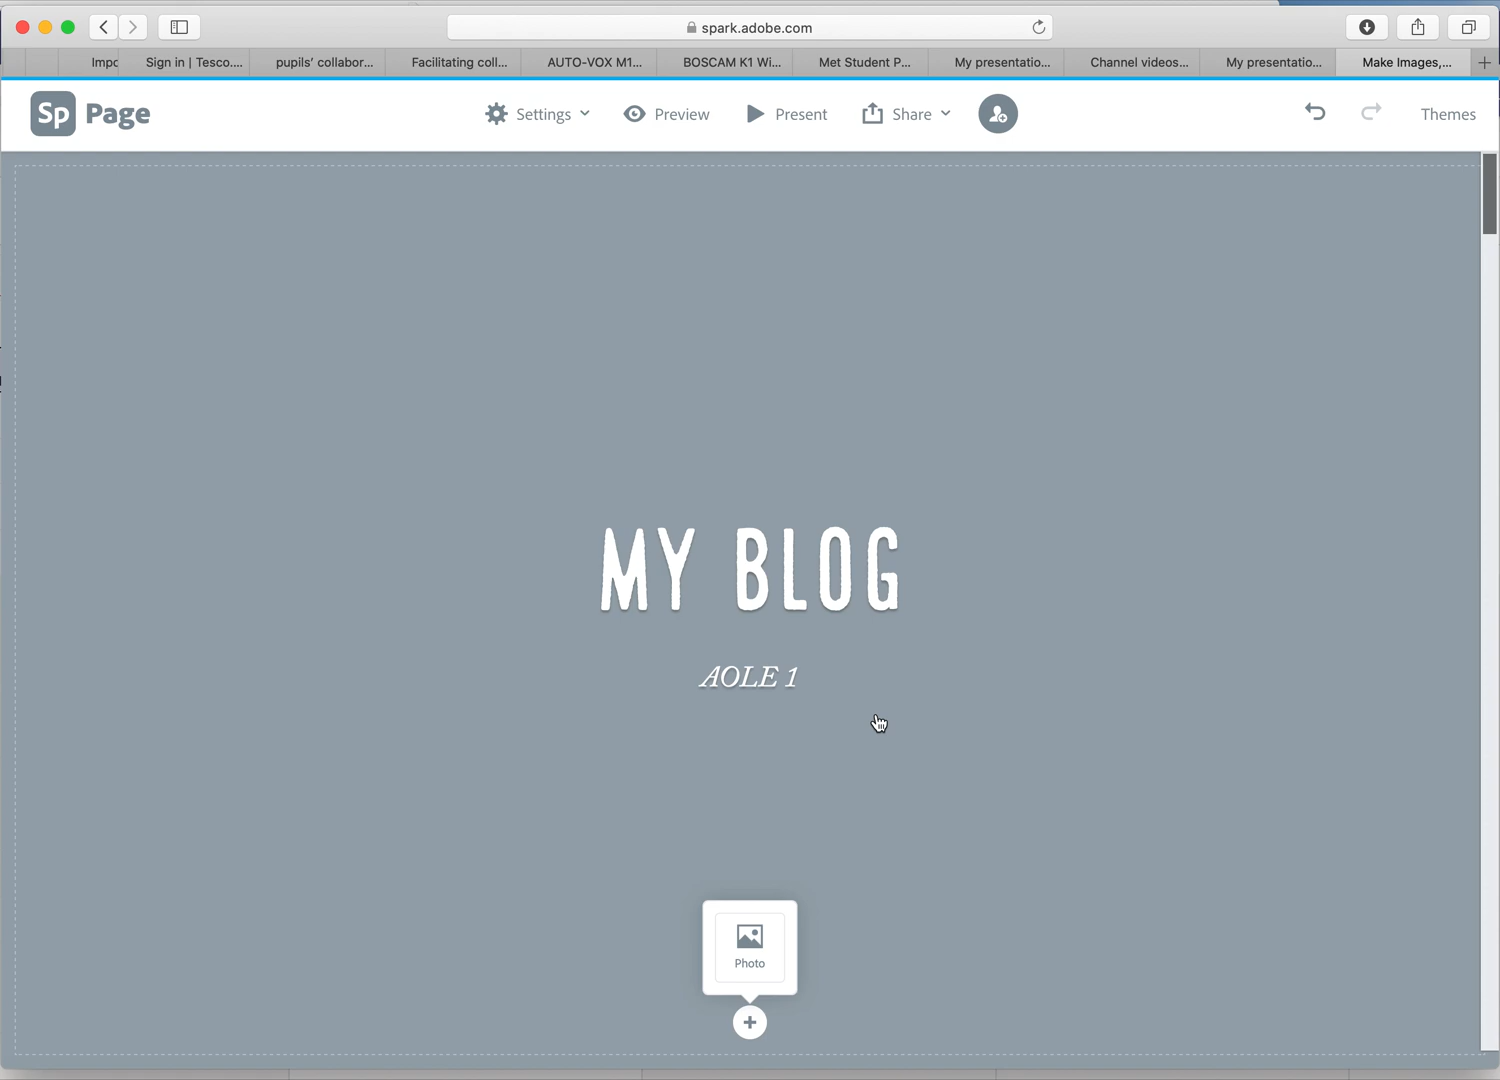 spark.adobe.com
Impo
Sign in | Tesco....
pupils' collabor...
Facilitating coll...
AUTO-VOX M1...
BOSCAM K1 Wi...
Met Student P...
My presentatio...
Channel videos...
My presentatio...
Make Images,...
Sp Page
Settings
Preview
Present
Share
Themes
MY BLOG
AOLE 1
Photo